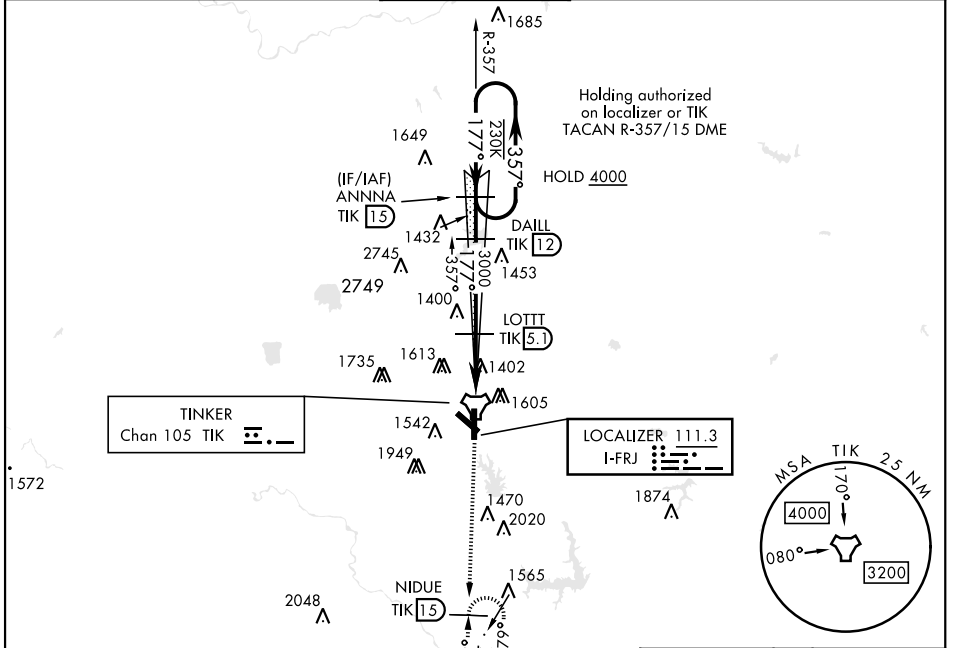 1685
R-357
Holding authorized
on localizer or TIK
TACAN R-357/15 DME
177°
230K
357°
1649
HOLD 4000
(IF/IAF)
ANNNA
TIK 15
1432
DAILL
TIK 12
2745
357°
177°
3000
1453
2749
1400
LOTTT
TIK 5.1
1735
1613
1402
1605
TINKER
Chan 105 TIK
1542
LOCALIZER 111.3
I-FRJ
1949
1572
1470
2020
1874
MSA TIK 25 NM
170°
4000
080°
3200
NIDUE
TIK 15
1565
2048